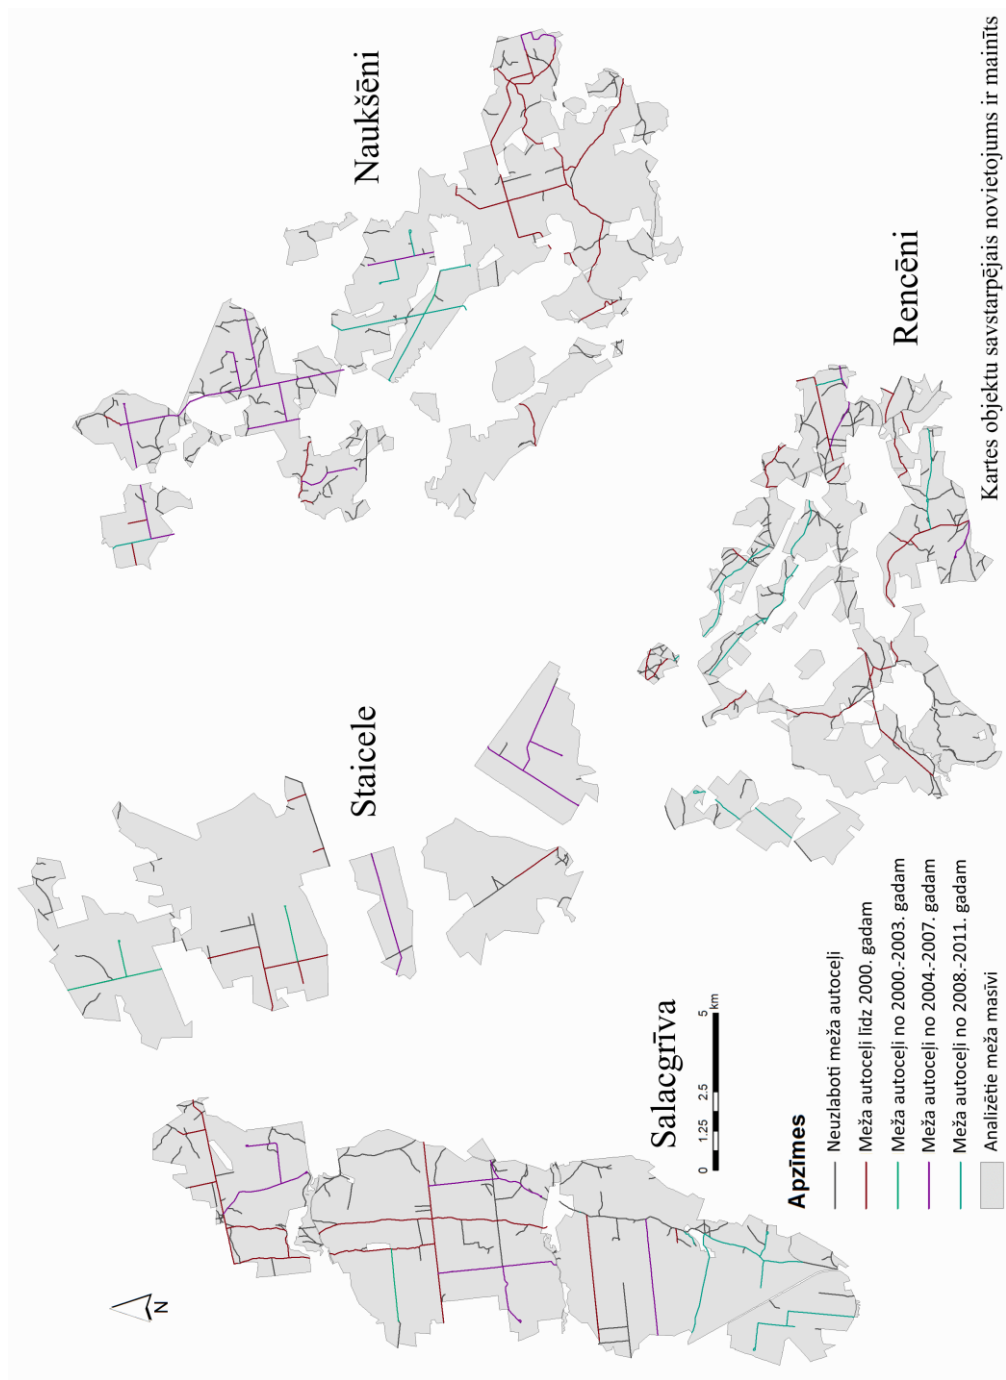 Naukšēni
Kartes objektu savstarpējais novietojums ir mainīts
Rencēni
Staicele
Salacgrīva
N
0 1.25 2.5 5
km
Apzīmes
Neuzlaboti meža autoceļi
Meža autoceļi līdz 2000. gadam
Meža autoceļi no 2000.-2003. gadam
Meža autoceļi no 2004.-2007. gadam
Meža autoceļi no 2008.-2011. gadam
Analizētie meža masīvi